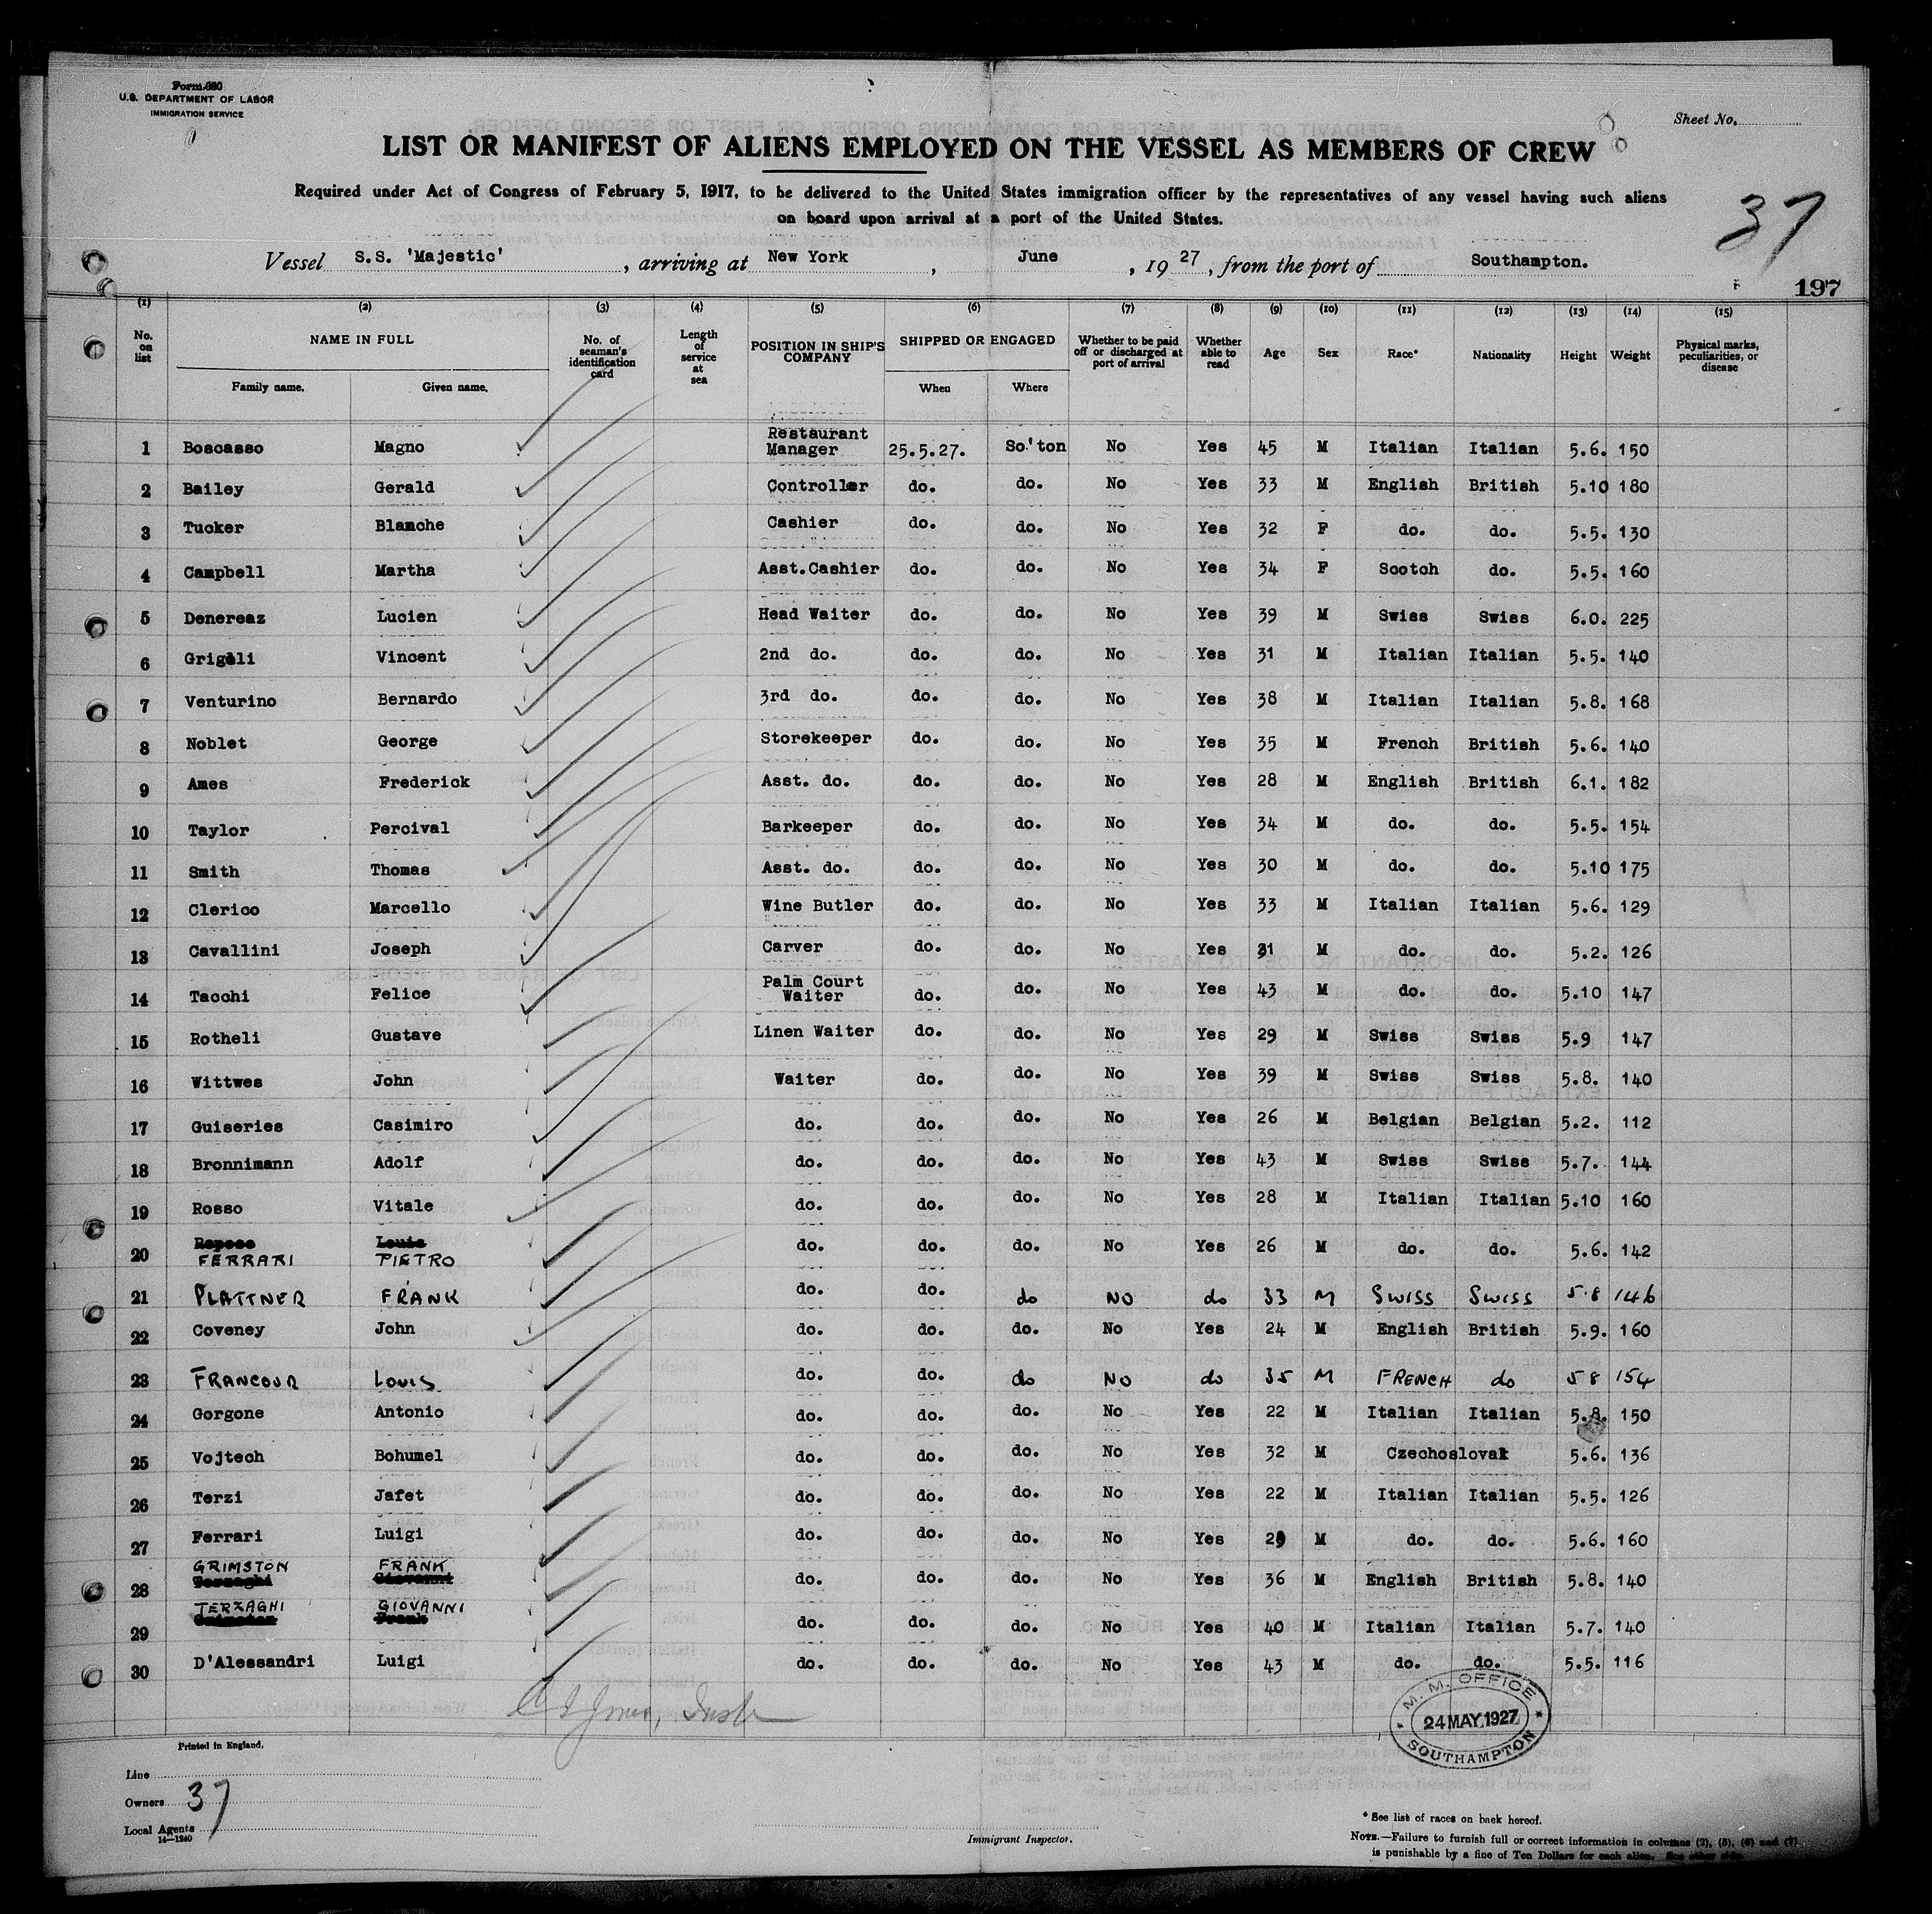 Form 680
U.S. DEPARTMENT OF LABOR
IMMIGRATION SERVICE
Sheet No.
LIST OR MANIFEST OF ALIENS EMPLOYED ON THE VESSEL AS MEMBERS OF CREW
Required under Act of Congress of February 5, 1917, to be delivered to the United States immigration officer by the representatives of any vessel having such aliens
on board upon arrival at a port of the United States.
37
Vessel S.S. 'Majestic', arriving at New York, June, 1927, from the port of Southampton.
197
(1) (2) (3) (4) (5) (6) (7) (8) (9) (10) (11) (12) (13) (14) (15)
No. on list NAME IN FULL Family name. Given name. No. of seaman's identification card Length of service at sea POSITION IN SHIP'S COMPANY SHIPPED OR ENGAGED When Where Whether to be paid off or discharged at port of arrival Whether able to read Age Sex Race* Nationality Height Weight Physical marks, peculiarities, or disease
1 Boscasso Magno Restaurant Manager 25.5.27. So'ton No Yes 45 M Italian Italian 5.6. 150
2 Bailey Gerald Controller do. do. No Yes 33 M English British 5.10 180
3 Tucker Blanche Cashier do. do. No Yes 32 F do. do. 5.5. 130
4 Campbell Martha Asst.Cashier do. do. No Yes 34 F Scotch do. 5.5. 160
5 Denereaz Lucien Head Waiter do. do. No Yes 39 M Swiss Swiss 6.0. 225
6 Grigoli Vincent 2nd do. do. do. No Yes 31 M Italian Italian 5.5. 140
7 Venturino Bernardo 3rd do. do. do. No Yes 38 M Italian Italian 5.8. 168
8 Noblet George Storekeeper do. do. No Yes 35 M French British 5.6. 140
9 Ames Frederick Asst. do. do. do. No Yes 28 M English British 6.1. 182
10 Taylor Percival Barkeeper do. do. No Yes 34 M do. do. 5.5. 154
11 Smith Thomas Asst. do. do. do. No Yes 30 M do. do. 5.10 175
12 Clerico Marcello Wine Butler do. do. No Yes 33 M Italian Italian 5.6. 129
13 Cavallini Joseph Carver do. do. No Yes 31 M do. do. 5.2. 126
14 Tacchi Felice Palm Court Waiter do. do. No Yes 43 M do. do. 5.10 147
15 Rotheli Gustave Linen Waiter do. do. No Yes 29 M Swiss Swiss 5.9 147
16 Wittwes John Waiter do. do. No Yes 39 M Swiss Swiss 5.8. 140
17 Guiseries Casimiro do. do. do. No Yes 26 M Belgian Belgian 5.2. 112
18 Bronnimann Adolf do. do. do. No Yes 43 M Swiss Swiss 5.7. 144
19 Rosso Vitale do. do. do. No Yes 28 M Italian Italian 5.10 160
Repose Louis
20 FERRARI PIETRO do. do. do. No Yes 26 M do. do. 5.6. 142
21 PLATTNER FRANK do. do. do NO do 33 M SWISS SWISS 5.8 146
22 Coveney John do. do. do. No Yes 24 M English British 5.9. 160
23 FRANCOUR LOUIS do. do. do NO do 35 M FRENCH do 5 8 154
24 Gorgone Antonio do. do. do. No Yes 22 M Italian Italian 5.8. 150
25 Vojtech Bohumel do. do. do. No Yes 32 M Czechoslovak 5.6. 136
26 Terzi Jafet do. do. do. No Yes 22 M Italian Italian 5.5. 126
27 Ferrari Luigi do. do. do. No Yes 29 M do. do. 5.6. 160
GRIMSTON FRANK
28 Terzaghi Giovanni do. do. do. No Yes 36 M English British 5.8. 140
TERZAGHI GIOVANNI
29 Grimston Frank do. do. do. No Yes 40 M Italian Italian 5.7. 140
30 D'Alessandri Luigi do. do. do. No Yes 43 M do. do. 5.5. 116
M. M. OFFICE
24 MAY 1927
SOUTHAMPTON
Printed in England.
Line
Owners 37
Local Agents
14—1240
Immigrant Inspector.
* See list of races on back hereof.
NOTE.—Failure to furnish full or correct information in columns (2), (5), (6) and (7)
is punishable by a fine of Ten Dollars for each alien. See other side.